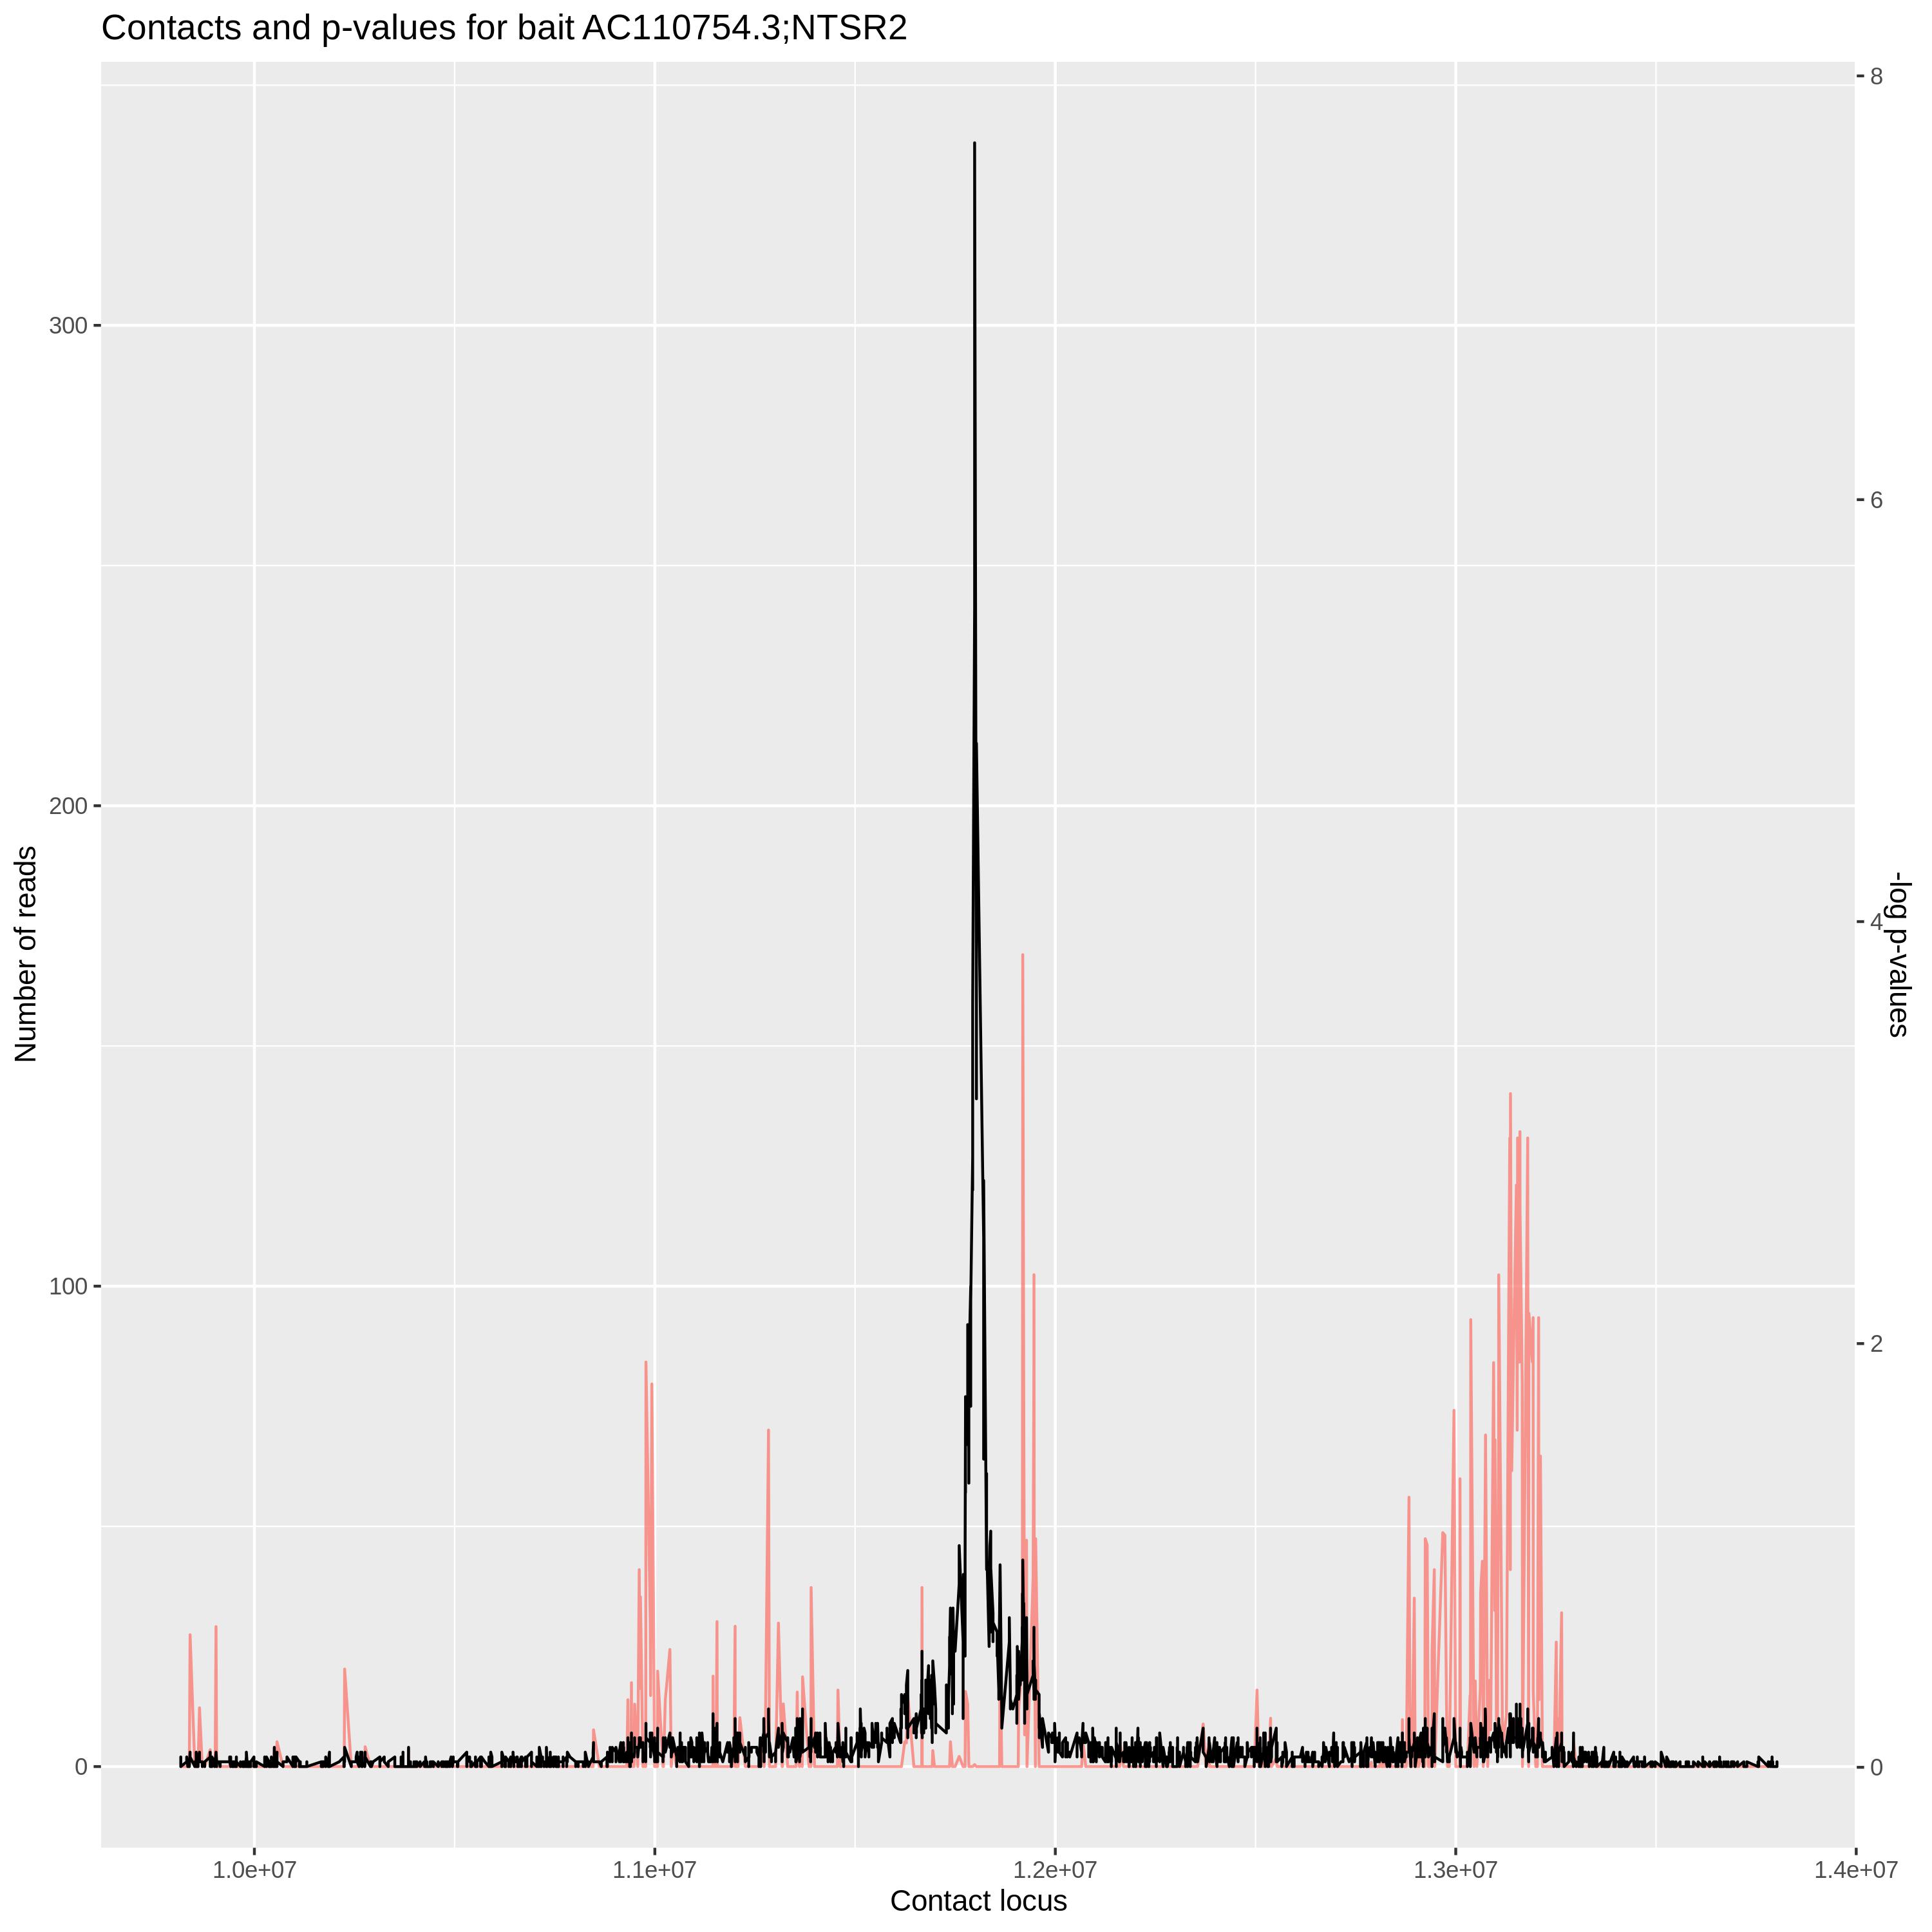 Contacts and p-values for bait AC110754.3;NTSR2
8
300
6
200
4
Number of reads
-log p-values
100
2
0
0
1.0e+07
1.1e+07
1.2e+07
1.3e+07
1.4e+07
Contact locus